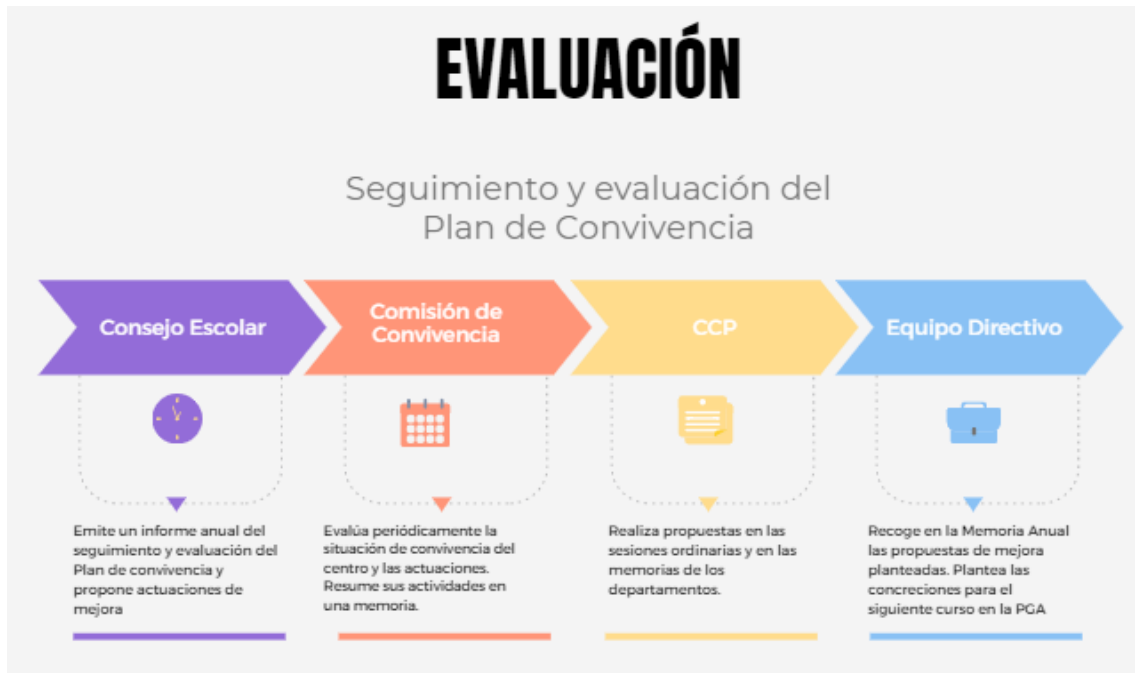 EVALUACIÓN
Seguimiento y evaluación del
Plan de Convivencia
Consejo Escolar
Comisión de
Convivencia
CCP
Equipo Directivo
Emite un informe anual del
seguimiento y evaluación del
Plan de convivencia y
propone actuaciones de
mejora
Evalúa periódicamente la
situación de convivencia del
centro y las actuaciones.
Resume sus actividades en
una memoria.
Realiza propuestas en las
sesiones ordinarias y en las
memorias de los
departamentos.
Recoge en la Memoria Anual
las propuestas de mejora
planteadas. Plantea las
concreciones para el
siguiente curso en la PGA